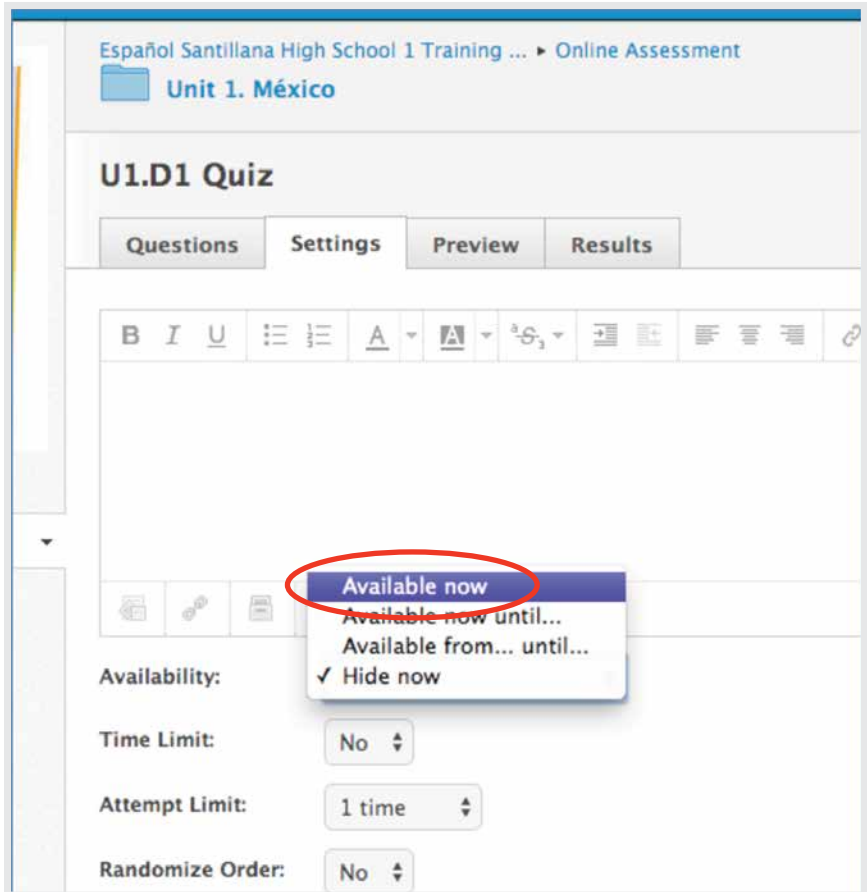 Español Santillana High School 1 Training ... ▸ Online Assessment
Unit 1. México
U1.D1 Quiz
Questions Settings Preview Results
B I U A A
Available now
Available now until...
Available from... until...
Availability: ✓ Hide now
Time Limit: No
Attempt Limit: 1 time
Randomize Order: No